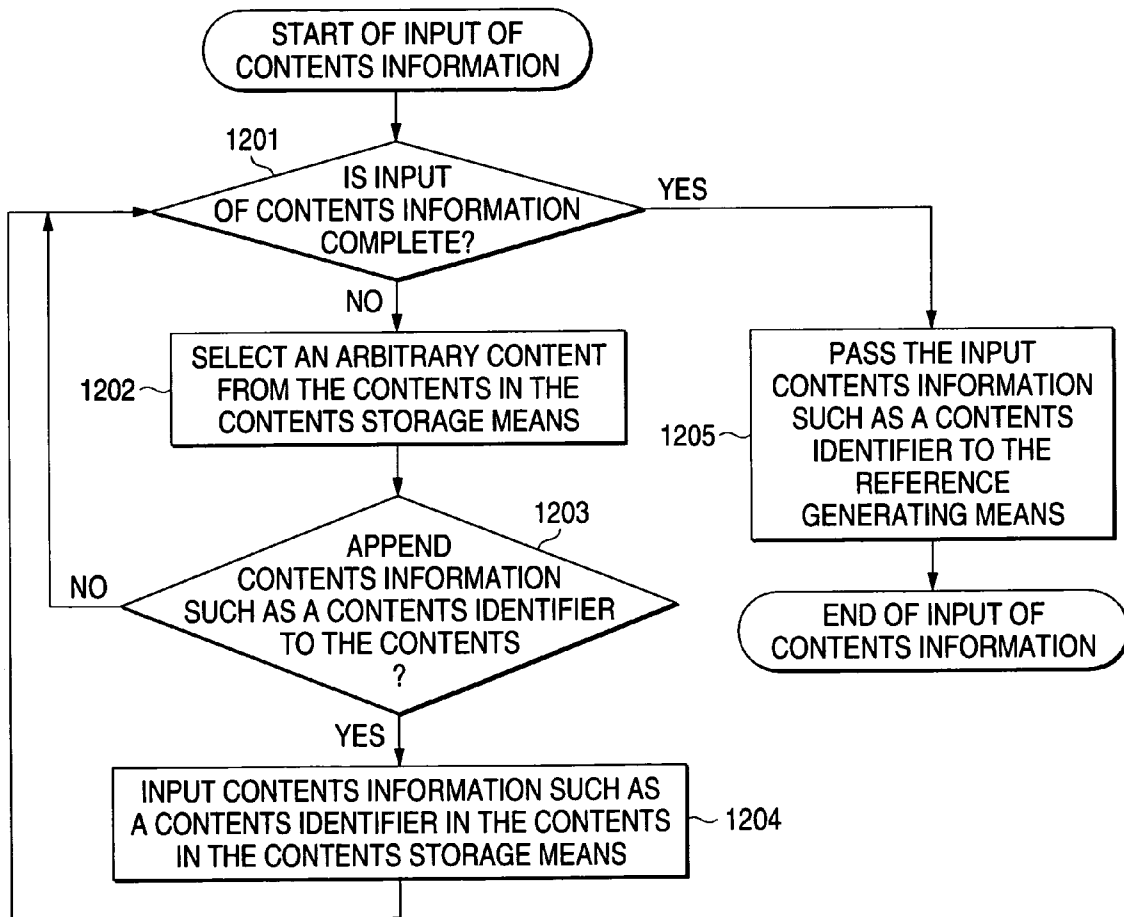 START OF INPUT OF
CONTENTS INFORMATION
1201
IS INPUT
OF CONTENTS INFORMATION
COMPLETE?
YES
NO
1202
SELECT AN ARBITRARY CONTENT
FROM THE CONTENTS IN THE
CONTENTS STORAGE MEANS
1203
APPEND
CONTENTS INFORMATION
SUCH AS A CONTENTS IDENTIFIER
TO THE CONTENTS
?
NO
YES
INPUT CONTENTS INFORMATION SUCH AS
A CONTENTS IDENTIFIER IN THE CONTENTS
IN THE CONTENTS STORAGE MEANS
1204
PASS THE INPUT
CONTENTS INFORMATION
SUCH AS A CONTENTS
IDENTIFIER TO THE
REFERENCE
GENERATING MEANS
1205
END OF INPUT OF
CONTENTS INFORMATION